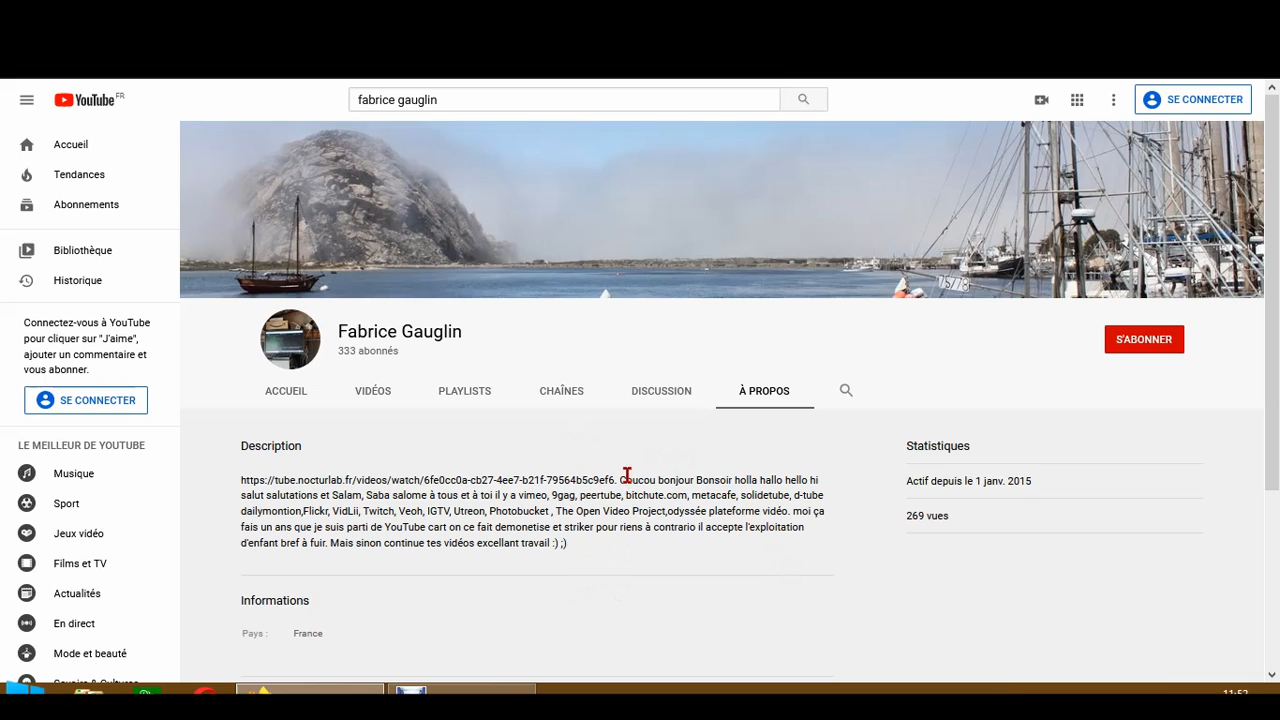 YouTube FR
fabrice gauglin
SE CONNECTER
Accueil
Tendances
Abonnements
Bibliothèque
Historique
Connectez-vous à YouTube
pour cliquer sur "J'aime",
ajouter un commentaire et
vous abonner.
SE CONNECTER
LE MEILLEUR DE YOUTUBE
Musique
Sport
Jeux vidéo
Films et TV
Actualités
En direct
Mode et beauté
75778
Fabrice Gauglin
333 abonnés
S'ABONNER
ACCUEIL VIDÉOS PLAYLISTS CHAÎNES DISCUSSION À PROPOS
Description
https://tube.nocturlab.fr/videos/watch/6fe0cc0a-cb27-4ee7-b21f-79564b5c9ef6. Coucou bonjour Bonsoir holla hallo hello hi
salut salutations et Salam, Saba salome à tous et à toi il y a vimeo, 9gag, peertube, bitchute.com, metacafe, solidetube, d-tube
dailymontion,Flickr, VidLii, Twitch, Veoh, IGTV, Utreon, Photobucket , The Open Video Project,odyssée plateforme vidéo. moi ça
fais un ans que je suis parti de YouTube cart on ce fait demonetise et striker pour riens à contrario il accepte l'exploitation
d'enfant bref à fuir. Mais sinon continue tes vidéos excellant travail :) ;)
Informations
Pays : France
Statistiques
Actif depuis le 1 janv. 2015
269 vues